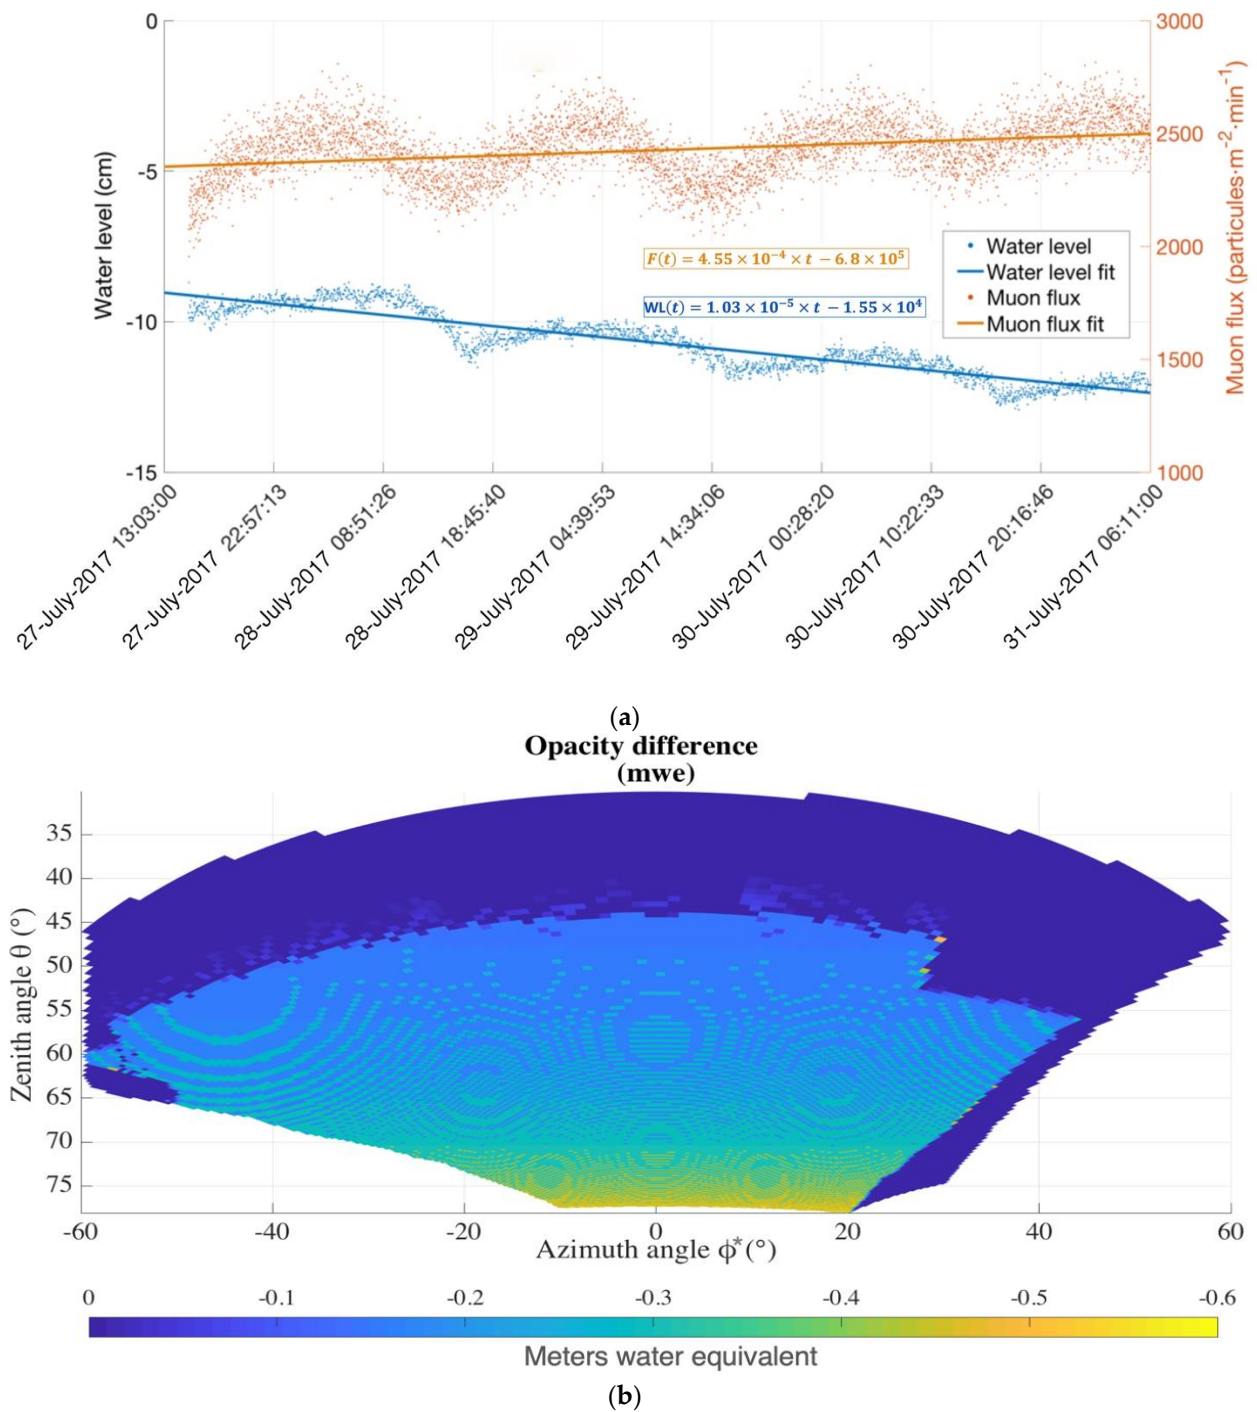 0
-5
-10
-15
Water level (cm)
3000
2500
2000
1500
1000
Muon flux (particules·m⁻²·min⁻¹)
F(t) = 4.55 × 10⁻⁴ × t − 6.8 × 10⁵
WL(t) = 1.03 × 10⁻⁵ × t − 1.55 × 10⁴
Water level
Water level fit
Muon flux
Muon flux fit
27-July-2017 13:03:00
27-July-2017 22:57:13
28-July-2017 08:51:26
28-July-2017 18:45:40
29-July-2017 04:39:53
29-July-2017 14:34:06
30-July-2017 00:28:20
30-July-2017 10:22:33
30-July-2017 20:16:46
31-July-2017 06:11:00
(a)
Opacity difference
(mwe)
35
40
45
50
55
60
65
70
75
Zenith angle θ (°)
-60 -40 -20 0 20 40 60
Azimuth angle ϕ*(°)
0 -0.1 -0.2 -0.3 -0.4 -0.5 -0.6
Meters water equivalent
(b)